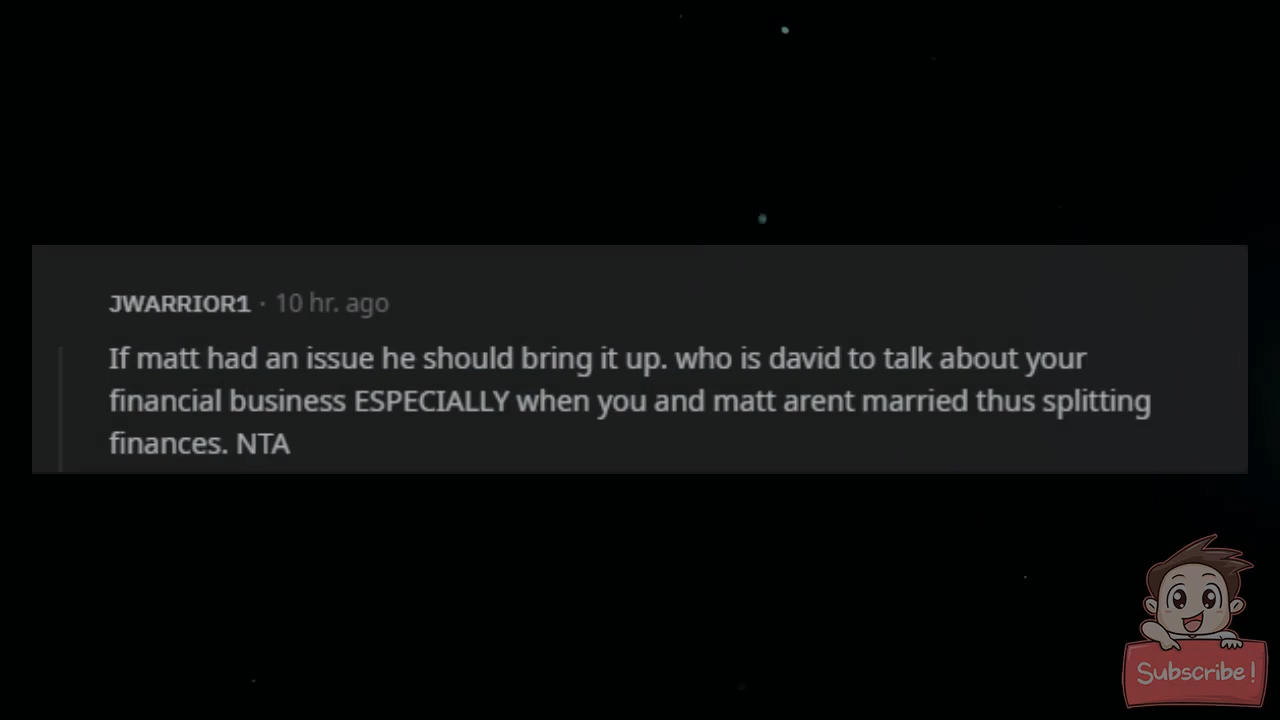 JWARRIOR1 · 10 hr. ago
If matt had an issue he should bring it up. who is david to talk about your
financial business ESPECIALLY when you and matt arent married thus splitting
finances. NTA
Subscribe!